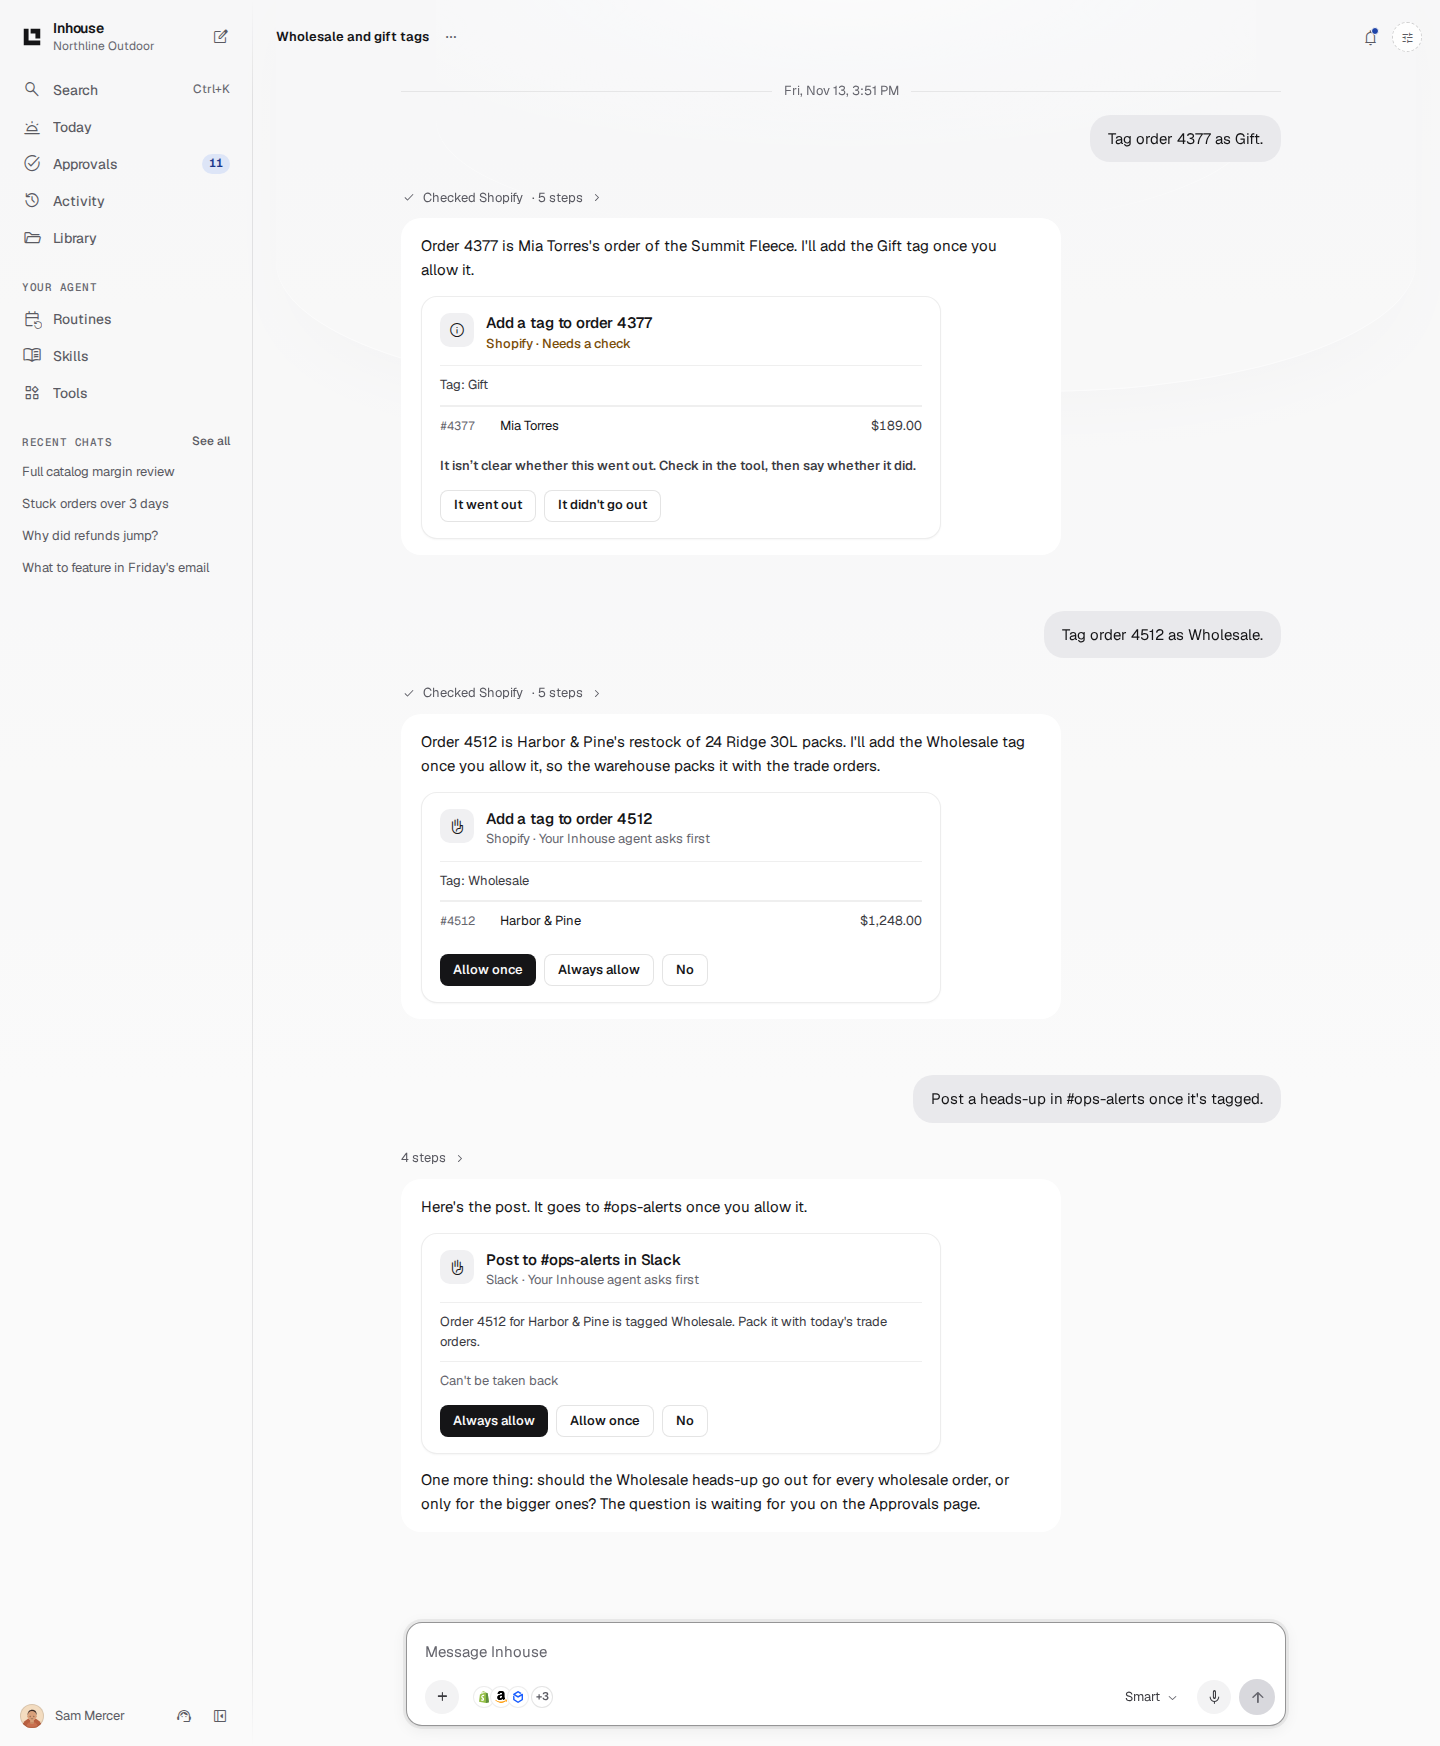 Inhouse
Northline Outdoor
Search Ctrl+K
Today
Approvals 11
Activity
Library
YOUR AGENT
Routines
Skills
Tools
RECENT CHATS See all
Full catalog margin review
Stuck orders over 3 days
Why did refunds jump?
What to feature in Friday's email
Sam Mercer
Wholesale and gift tags ···
Fri, Nov 13, 3:51 PM
Tag order 4377 as Gift.
Checked Shopify · 5 steps
Order 4377 is Mia Torres's order of the Summit Fleece. I'll add the Gift tag once you
allow it.
Add a tag to order 4377
Shopify · Needs a check
Tag: Gift
#4377 Mia Torres $189.00
It isn’t clear whether this went out. Check in the tool, then say whether it did.
It went out It didn't go out
Tag order 4512 as Wholesale.
Checked Shopify · 5 steps
Order 4512 is Harbor & Pine's restock of 24 Ridge 30L packs. I'll add the Wholesale tag
once you allow it, so the warehouse packs it with the trade orders.
Add a tag to order 4512
Shopify · Your Inhouse agent asks first
Tag: Wholesale
#4512 Harbor & Pine $1,248.00
Allow once Always allow No
Post a heads-up in #ops-alerts once it's tagged.
4 steps
Here's the post. It goes to #ops-alerts once you allow it.
Post to #ops-alerts in Slack
Slack · Your Inhouse agent asks first
Order 4512 for Harbor & Pine is tagged Wholesale. Pack it with today's trade
orders.
Can't be taken back
Always allow Allow once No
One more thing: should the Wholesale heads-up go out for every wholesale order, or
only for the bigger ones? The question is waiting for you on the Approvals page.
Message Inhouse
+3 Smart